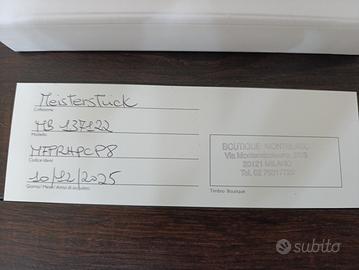 Meisterstück
Collezione
MB 137122
Modello
Codice Ident.
10/12/2025
Giorno / Mese / Anno di acquisto
BOUTIQUE MONTBLANC
20121 MILANO
Timbro Boutique
subito